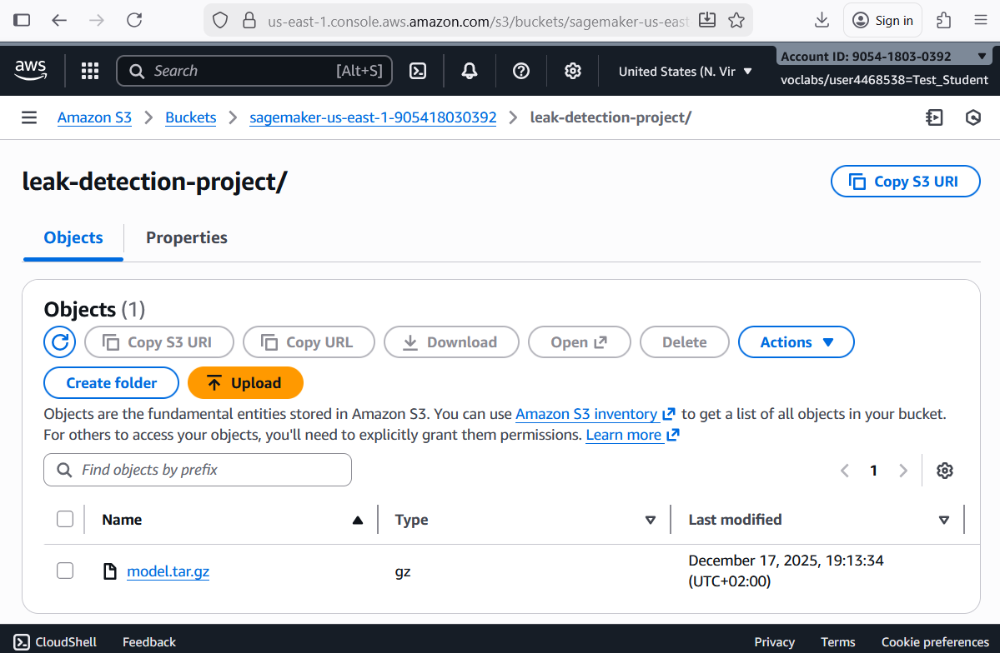 us-east-1.console.aws.amazon.com/s3/buckets/sagemaker-us-east
Sign in
aws
Search
[Alt+S]
United States (N. Vir
Account ID: 9054-1803-0392
voclabs/user4468538=Test_Student
Amazon S3
Buckets
sagemaker-us-east-1-905418030392
leak-detection-project/
leak-detection-project/
Copy S3 URI
Objects
Properties
Objects (1)
Copy S3 URI
Copy URL
Download
Open
Delete
Actions
Create folder
Upload
Objects are the fundamental entities stored in Amazon S3. You can use Amazon S3 inventory to get a list of all objects in your bucket.
For others to access your objects, you'll need to explicitly grant them permissions. Learn more
Find objects by prefix
1
Name
Type
Last modified
model.tar.gz
gz
December 17, 2025, 19:13:34
(UTC+02:00)
CloudShell
Feedback
Privacy
Terms
Cookie preferences